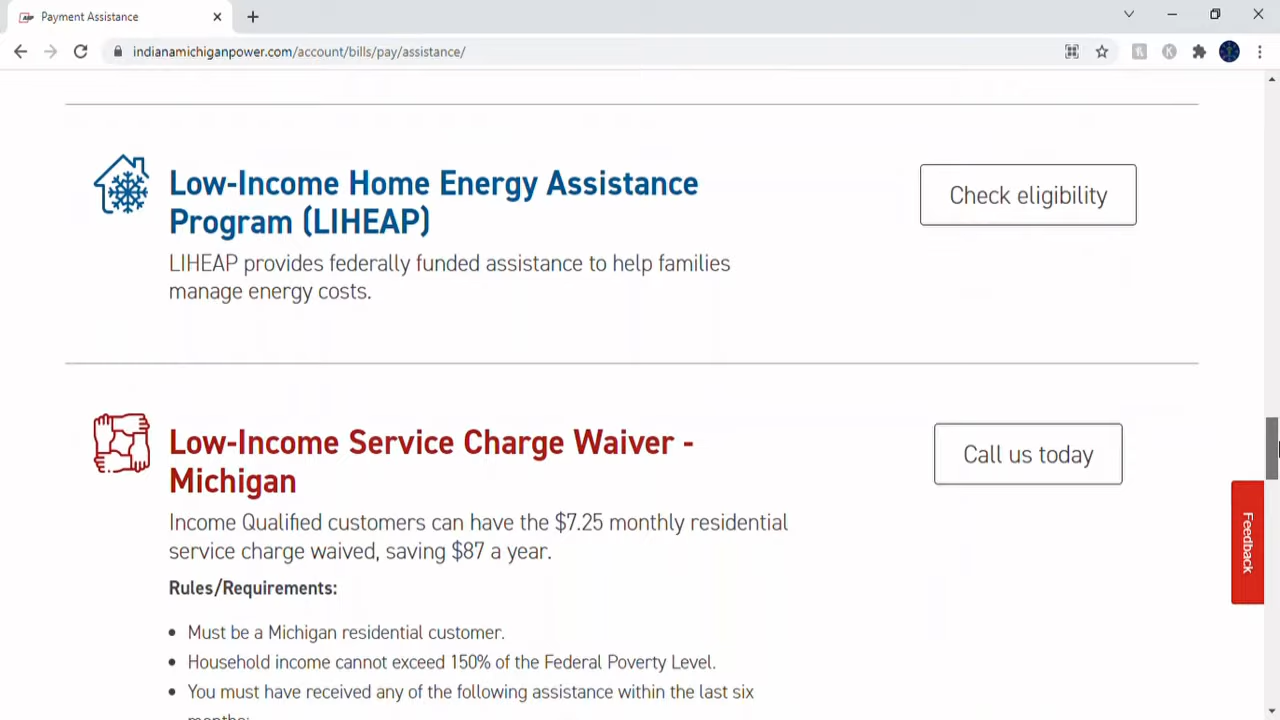 Payment Assistance
indianamichiganpower.com/account/bills/pay/assistance/
Low-Income Home Energy Assistance
Program (LIHEAP)
Check eligibility
LIHEAP provides federally funded assistance to help families
manage energy costs.
Low-Income Service Charge Waiver -
Michigan
Call us today
Income Qualified customers can have the $7.25 monthly residential
service charge waived, saving $87 a year.
Rules/Requirements:
• Must be a Michigan residential customer.
• Household income cannot exceed 150% of the Federal Poverty Level.
• You must have received any of the following assistance within the last six
months:
Feedback